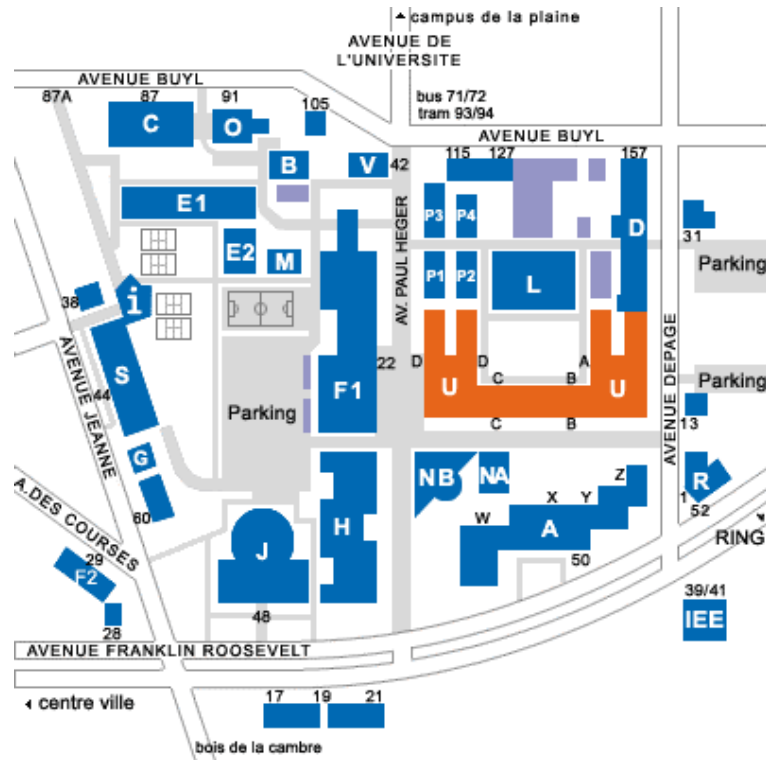 campus de la plaine
AVENUE DE
L'UNIVERSITE
AVENUE BUYL
87A
87
91
105
bus 71/72
tram 93/94
AVENUE BUYL
C
O
B
V
42
115
127
157
E1
P3
P4
D
31
E2
M
AV. PAUL HEGER
P1
P2
L
Parking
38
i
AVENUE JEANNE
S
44
22
D
D
A
U
C
B
U
F1
Parking
Parking
C
B
13
AVENUE DEPAGE
G
60
NB
NA
Z
X
Y
W
A
50
R
1
52
RING
A.DES COURSES
29
F2
28
J
H
48
39/41
IEE
AVENUE FRANKLIN ROOSEVELT
centre ville
17
19
21
bois de la cambre